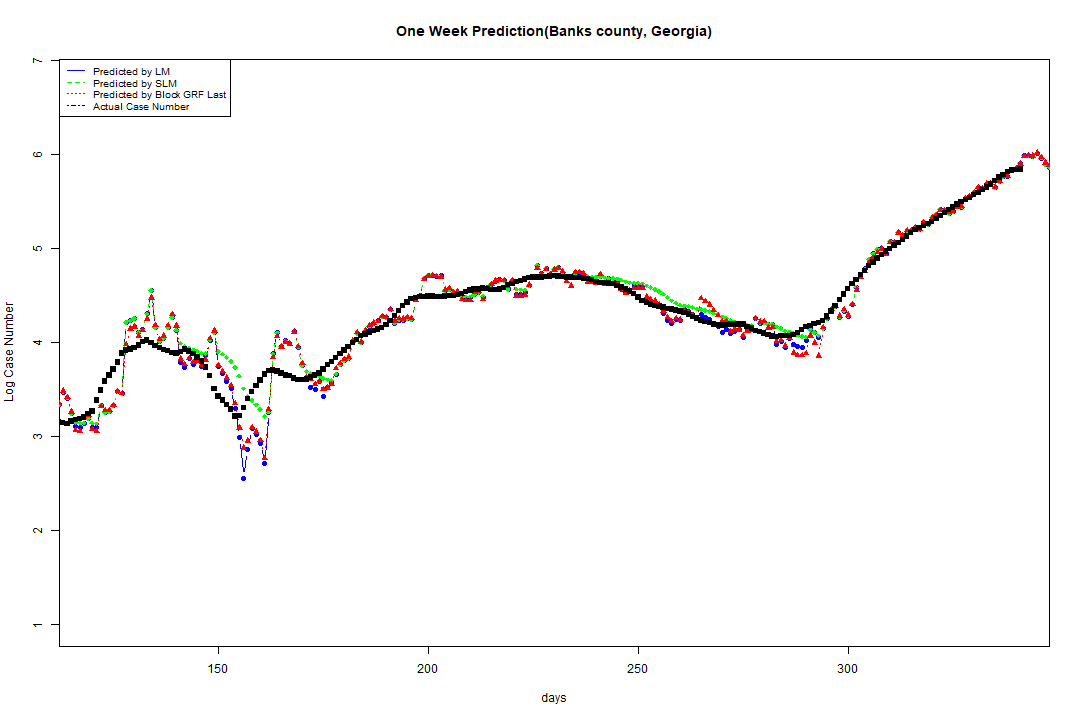 One Week Prediction(Banks county, Georgia)
7
Predicted by LM
Predicted by SLM
Predicted by Block GRF Last
Actual Case Number
6
5
4
3
2
1
Log Case Number
150 200 250 300
days